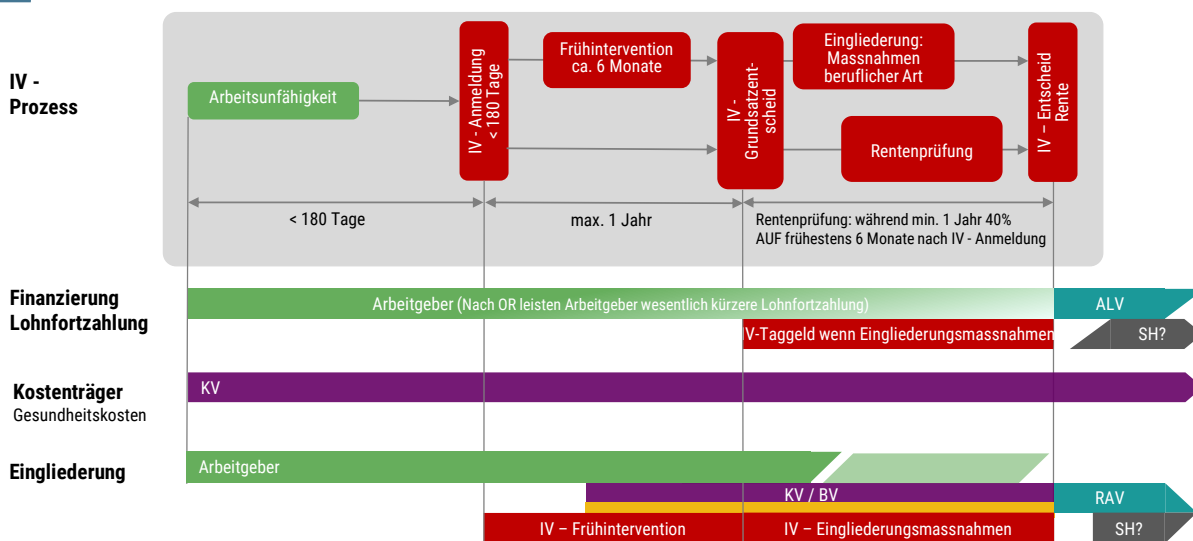 IV -
Prozess
Arbeitsunfähigkeit
IV - Anmeldung
< 180 Tage
Frühintervention
ca. 6 Monate
IV -
Grundsatzent-
scheid
Eingliederung:
Massnahmen
beruflicher Art
Rentenprüfung
IV – Entscheid
Rente
< 180 Tage
max. 1 Jahr
Rentenprüfung: während min. 1 Jahr 40%
AUF frühestens 6 Monate nach IV - Anmeldung
Finanzierung
Lohnfortzahlung
Arbeitgeber (Nach OR leisten Arbeitgeber wesentlich kürzere Lohnfortzahlung)
ALV
IV-Taggeld wenn Eingliederungsmassnahmen
SH?
Kostenträger
Gesundheitskosten
KV
Eingliederung
Arbeitgeber
KV / BV
RAV
IV – Frühintervention
IV – Eingliederungsmassnahmen
SH?